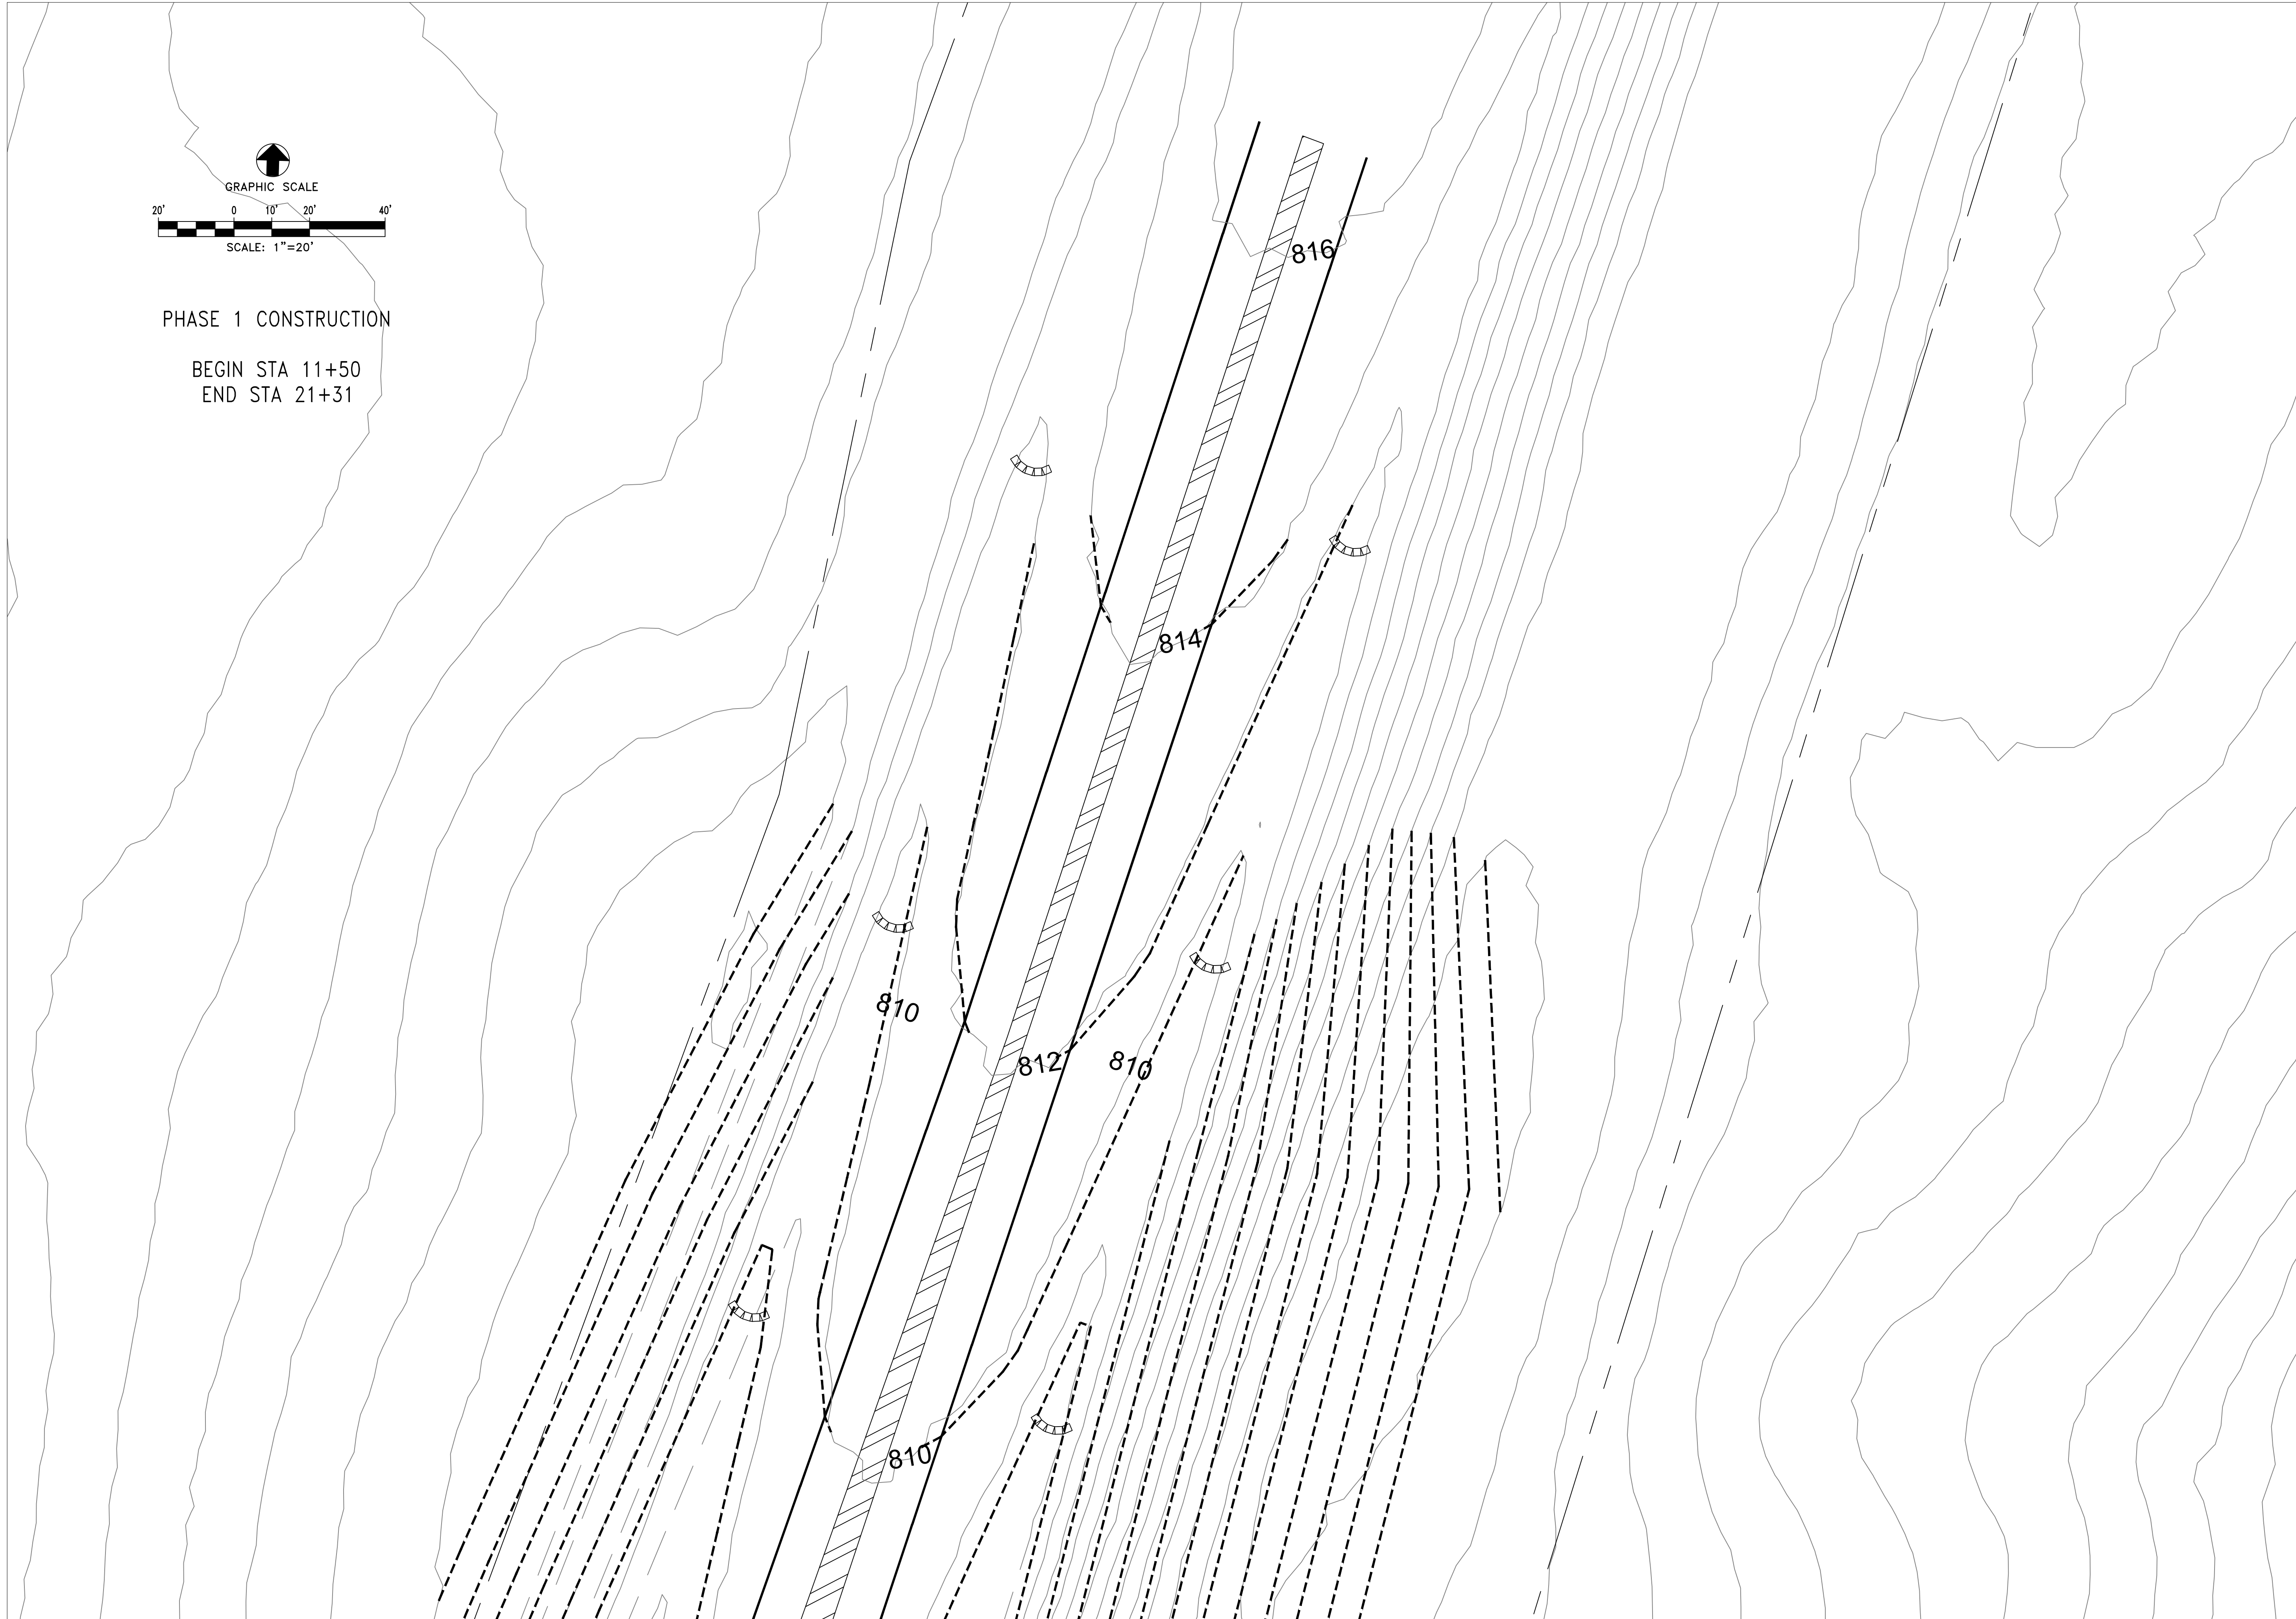 GRAPHIC SCALE
20' 0 10' 20' 40'
SCALE: 1"=20'
PHASE 1 CONSTRUCTION
BEGIN STA 11+50
END STA 21+31
816
814
810
812
810
810